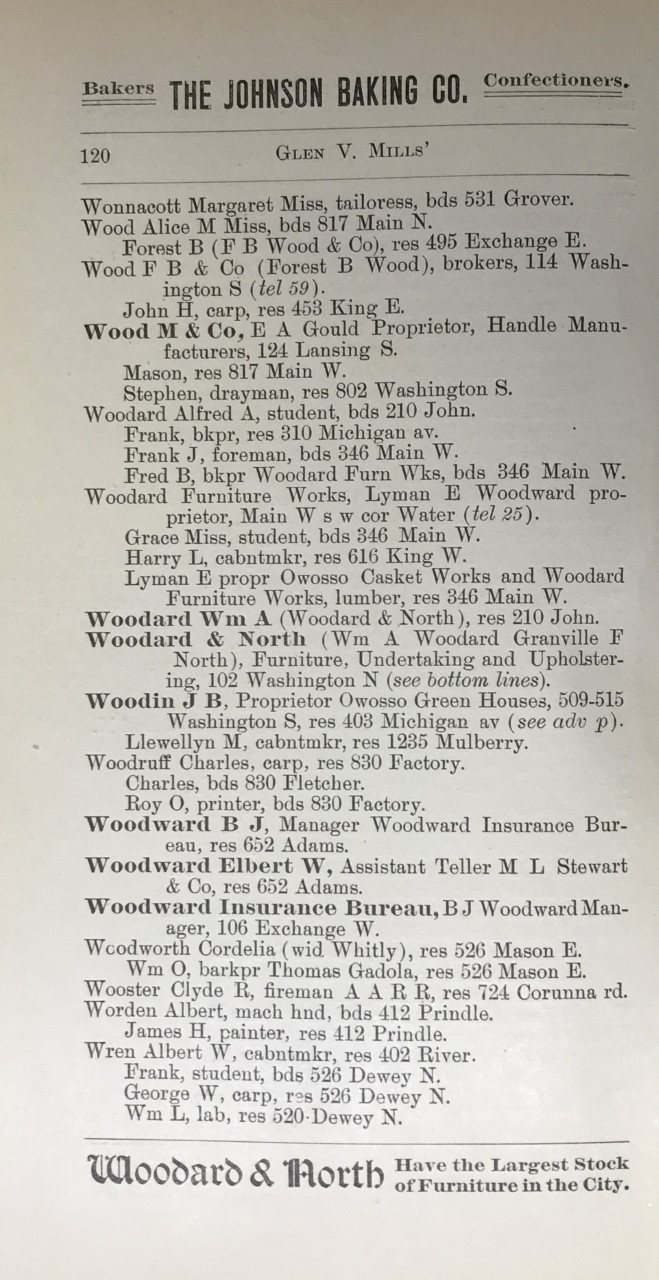 Bakers THE JOHNSON BAKING CO. Confectioners.
120 GLEN V. MILLS'
Wonnacott Margaret Miss, tailoress, bds 531 Grover.
Wood Alice M Miss, bds 817 Main N.
Forest B (F B Wood & Co), res 495 Exchange E.
Wood F B & Co (Forest B Wood), brokers, 114 Wash-
ington S (tel 59).
John H, carp, res 453 King E.
Wood M & Co, E A Gould Proprietor, Handle Manu-
facturers, 124 Lansing S.
Mason, res 817 Main W.
Stephen, drayman, res 802 Washington S.
Woodard Alfred A, student, bds 210 John.
Frank, bkpr, res 310 Michigan av.
Frank J, foreman, bds 346 Main W.
Fred B, bkpr Woodard Furn Wks, bds 346 Main W.
Woodard Furniture Works, Lyman E Woodward pro-
prietor, Main W s w cor Water (tel 25).
Grace Miss, student, bds 346 Main W.
Harry L, cabntmkr, res 616 King W.
Lyman E propr Owosso Casket Works and Woodard
Furniture Works, lumber, res 346 Main W.
Woodard Wm A (Woodard & North), res 210 John.
Woodard & North (Wm A Woodard Granville F
North), Furniture, Undertaking and Upholster-
ing, 102 Washington N (see bottom lines).
Woodin J B, Proprietor Owosso Green Houses, 509-515
Washington S, res 403 Michigan av (see adv p).
Llewellyn M, cabntmkr, res 1235 Mulberry.
Woodruff Charles, carp, res 830 Factory.
Charles, bds 830 Fletcher.
Roy O, printer, bds 830 Factory.
Woodward B J, Manager Woodward Insurance Bur-
eau, res 652 Adams.
Woodward Elbert W, Assistant Teller M L Stewart
& Co, res 652 Adams.
Woodward Insurance Bureau, B J Woodward Man-
ager, 106 Exchange W.
Woodworth Cordelia (wid Whitly), res 526 Mason E.
Wm O, barkpr Thomas Gadola, res 526 Mason E.
Wooster Clyde R, fireman A A R R, res 724 Corunna rd.
Worden Albert, mach hnd, bds 412 Prindle.
James H, painter, res 412 Prindle.
Wren Albert W, cabntmkr, res 402 River.
Frank, student, bds 526 Dewey N.
George W, carp, res 526 Dewey N.
Wm L, lab, res 520 Dewey N.
Woodard & North Have the Largest Stock
of Furniture in the City.